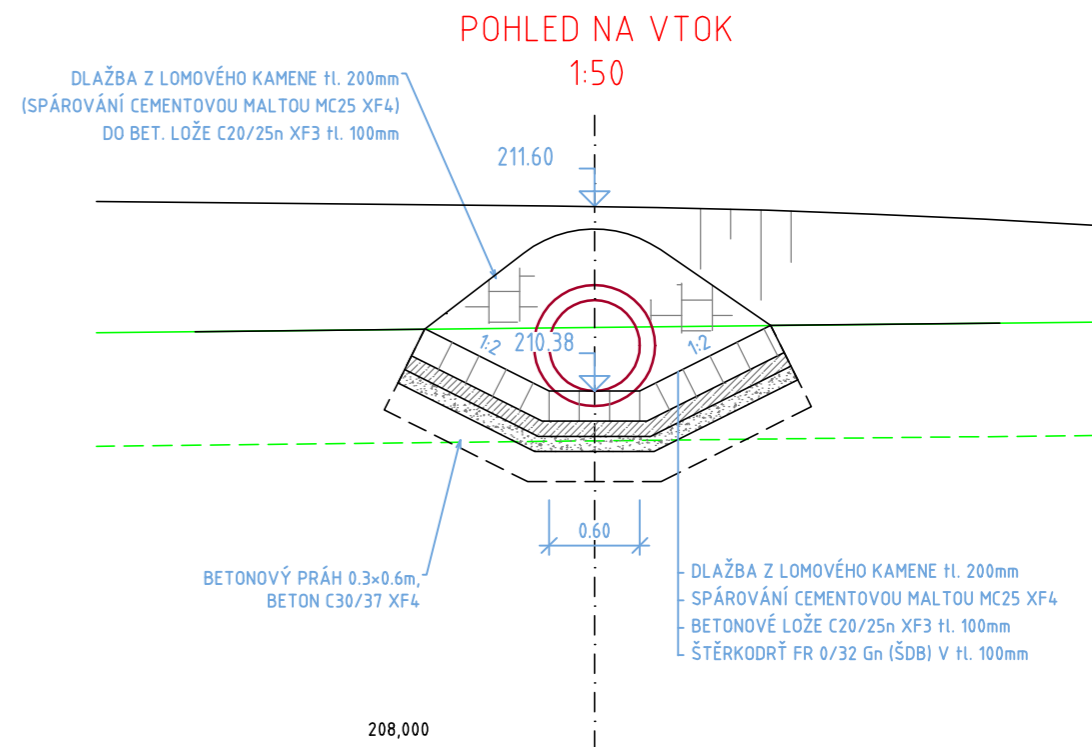 POHLED NA VTOK
1:50
DLAŽBA Z LOMOVÉHO KAMENE tl. 200mm
(SPÁROVÁNÍ CEMENTOVOU MALTOU MC25 XF4)
DO BET. LOŽE C20/25n XF3 tl. 100mm
211.60
1:2
210.38
1:2
0.60
BETONOVÝ PRÁH 0.3×0.6m,
BETON C30/37 XF4
DLAŽBA Z LOMOVÉHO KAMENE tl. 200mm
SPÁROVÁNÍ CEMENTOVOU MALTOU MC25 XF4
BETONOVÉ LOŽE C20/25n XF3 tl. 100mm
ŠTĚRKODRŤ FR 0/32 Gn (ŠDB) V tl. 100mm
208,000